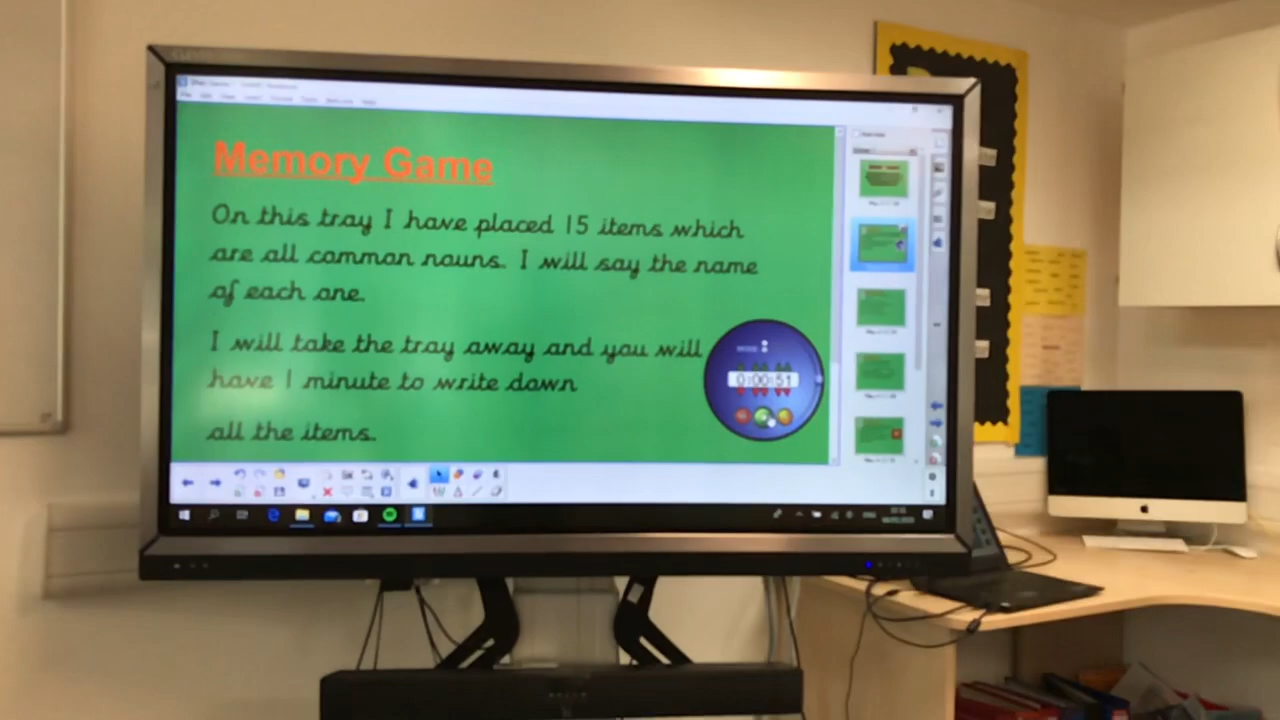 Memory Game
On this tray I have placed 15 items which
are all common nouns. I will say the name
of each one.
I will take the tray away and you will
have 1 minute to write down
all the items.
0:00:51